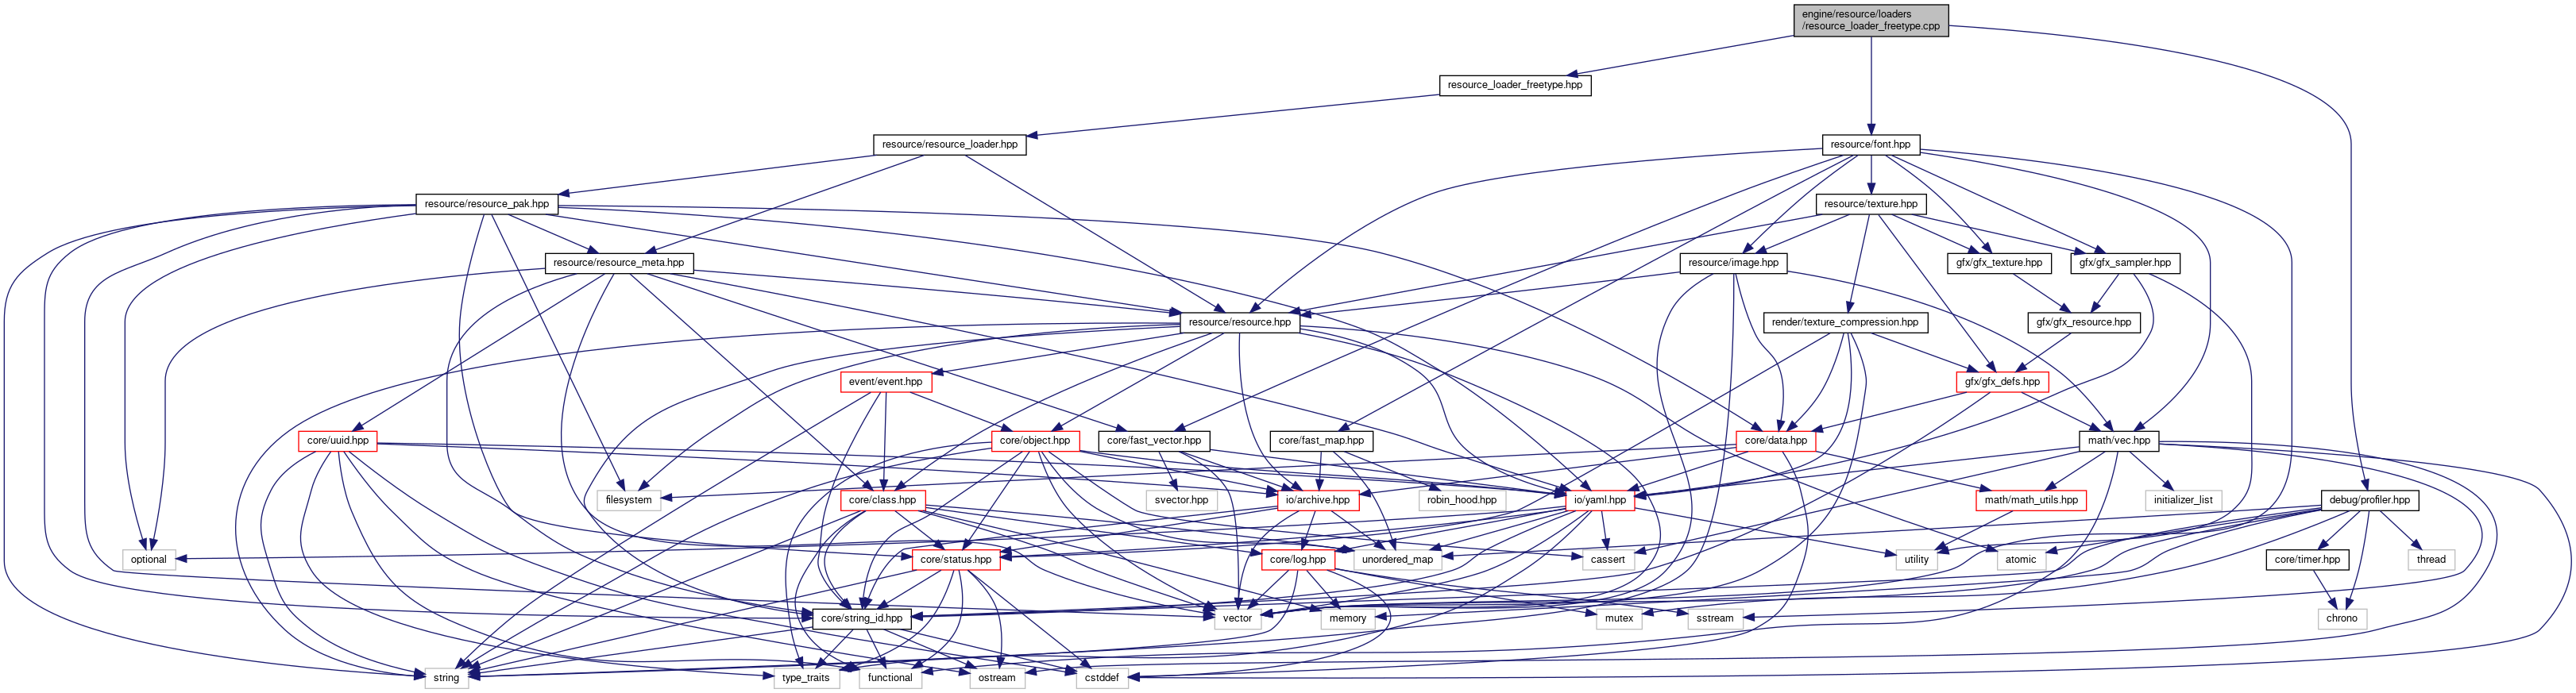 engine/resource/loaders
/resource_loader_freetype.cpp
resource_loader_freetype.hpp
resource/resource_loader.hpp
resource/font.hpp
resource/resource_pak.hpp
resource/texture.hpp
resource/resource_meta.hpp
resource/image.hpp
gfx/gfx_texture.hpp
gfx/gfx_sampler.hpp
resource/resource.hpp
render/texture_compression.hpp
gfx/gfx_resource.hpp
event/event.hpp
gfx/gfx_defs.hpp
core/uuid.hpp
core/object.hpp
core/fast_vector.hpp
core/fast_map.hpp
core/data.hpp
math/vec.hpp
filesystem
core/class.hpp
svector.hpp
io/archive.hpp
robin_hood.hpp
io/yaml.hpp
math/math_utils.hpp
initializer_list
debug/profiler.hpp
optional
core/status.hpp
core/log.hpp
unordered_map
cassert
utility
atomic
core/timer.hpp
thread
core/string_id.hpp
vector
memory
mutex
sstream
chrono
string
type_traits
functional
ostream
cstddef